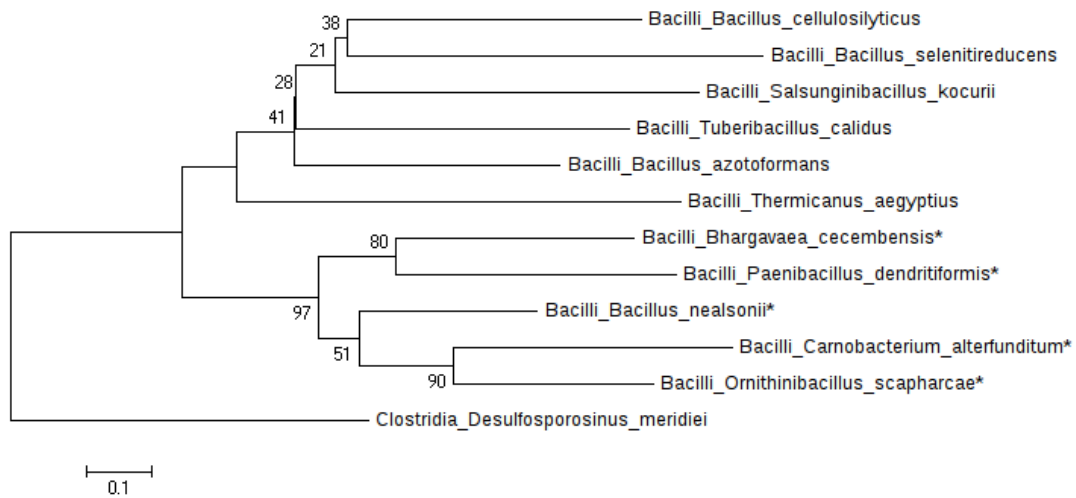 38
Bacilli_Bacillus_cellulosilyticus
21
Bacilli_Bacillus_selenitireducens
28
Bacilli_Salsunginibacillus_kocurii
41
Bacilli_Tuberibacillus_calidus
Bacilli_Bacillus_azotoformans
Bacilli_Thermicanus_aegyptius
80
Bacilli_Bhargavaea_cecembensis*
Bacilli_Paenibacillus_dendritiformis*
97
Bacilli_Bacillus_nealsonii*
51
Bacilli_Carnobacterium_alterfunditum*
90
Bacilli_Ornithinibacillus_scapharcae*
Clostridia_Desulfosporosinus_meridiei
0.1